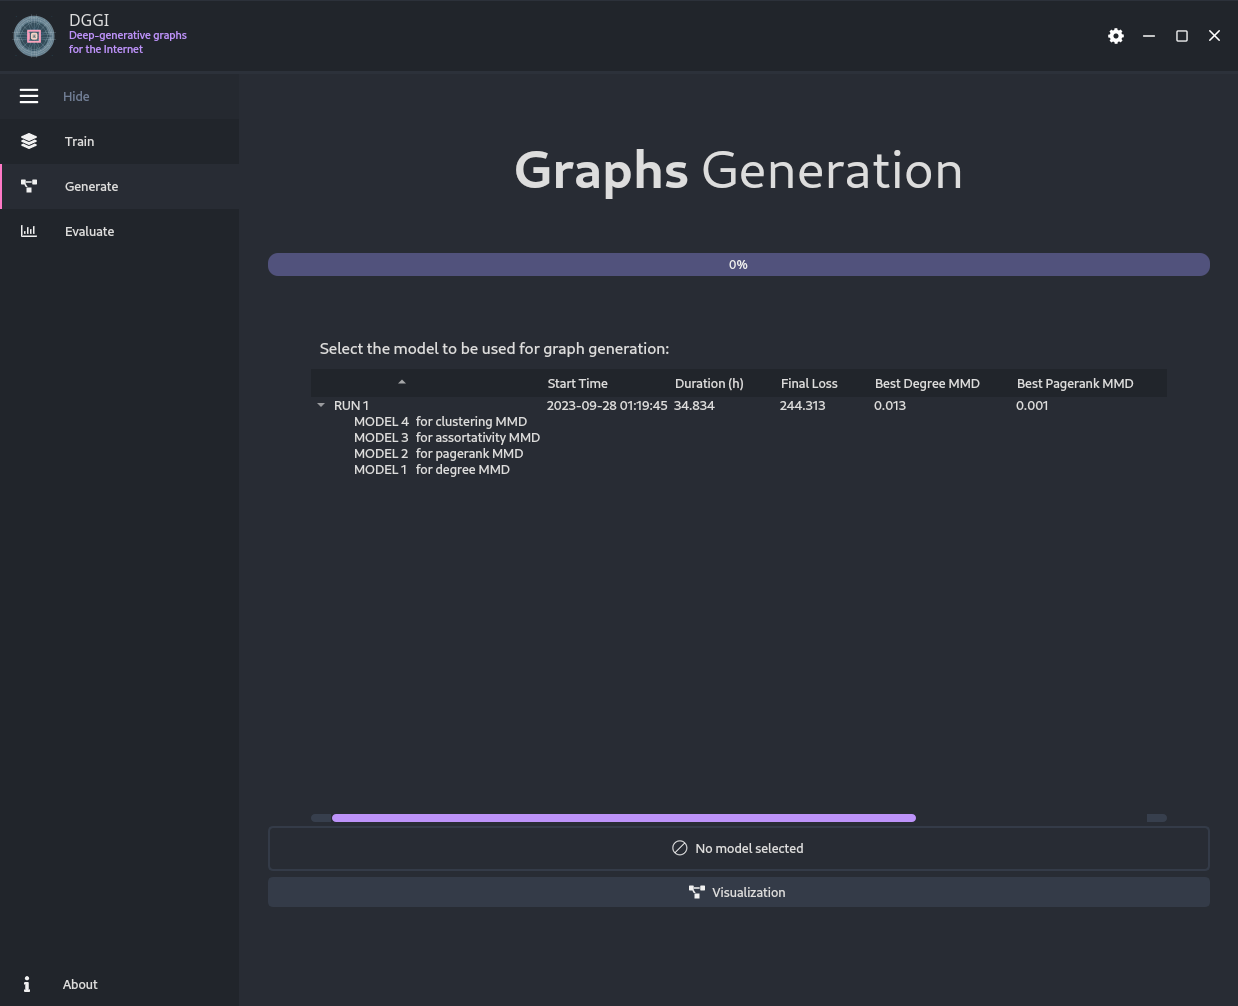 DGGI
Deep-generative graphs
for the Internet
Hide
Train
Generate
Evaluate
Graphs Generation
0%
Select the model to be used for graph generation:
Start Time Duration (h) Final Loss Best Degree MMD Best Pagerank MMD
RUN 1 2023-09-28 01:19:45 34.834 244.313 0.013 0.001
MODEL 4 for clustering MMD
MODEL 3 for assortativity MMD
MODEL 2 for pagerank MMD
MODEL 1 for degree MMD
No model selected
Visualization
About